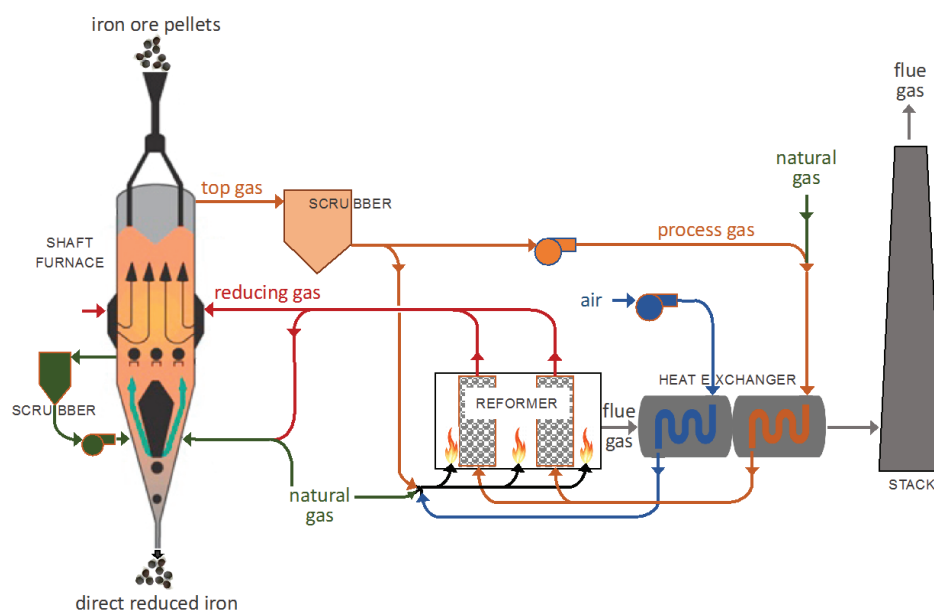 iron ore pellets
flue
gas
natural
gas
top gas
SCRUBBER
SHAFT
FURNACE
process gas
reducing gas
air
HEAT EXCHANGER
SCRUBBER
REFORMER
flue
gas
natural
gas
STACK
direct reduced iron